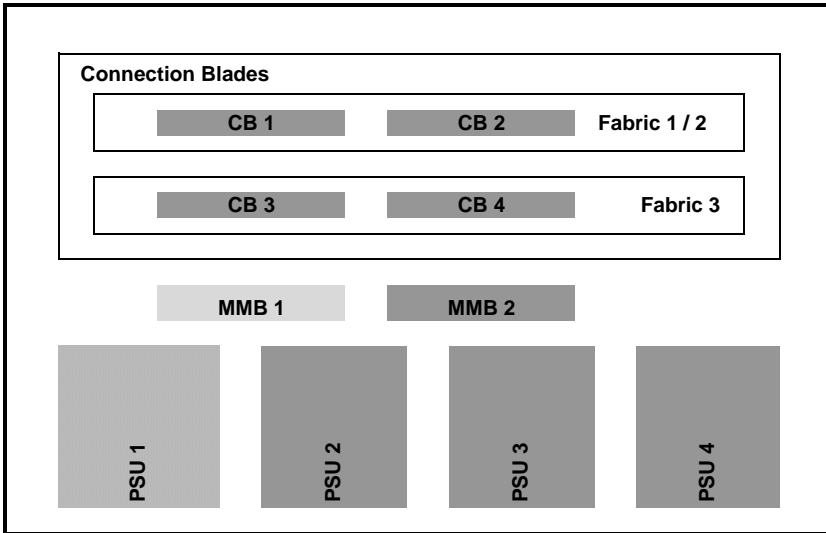 Connection Blades
CB 1 CB 2 Fabric 1 / 2
CB 3 CB 4 Fabric 3
MMB 1 MMB 2
PSU 1 PSU 2 PSU 3 PSU 4